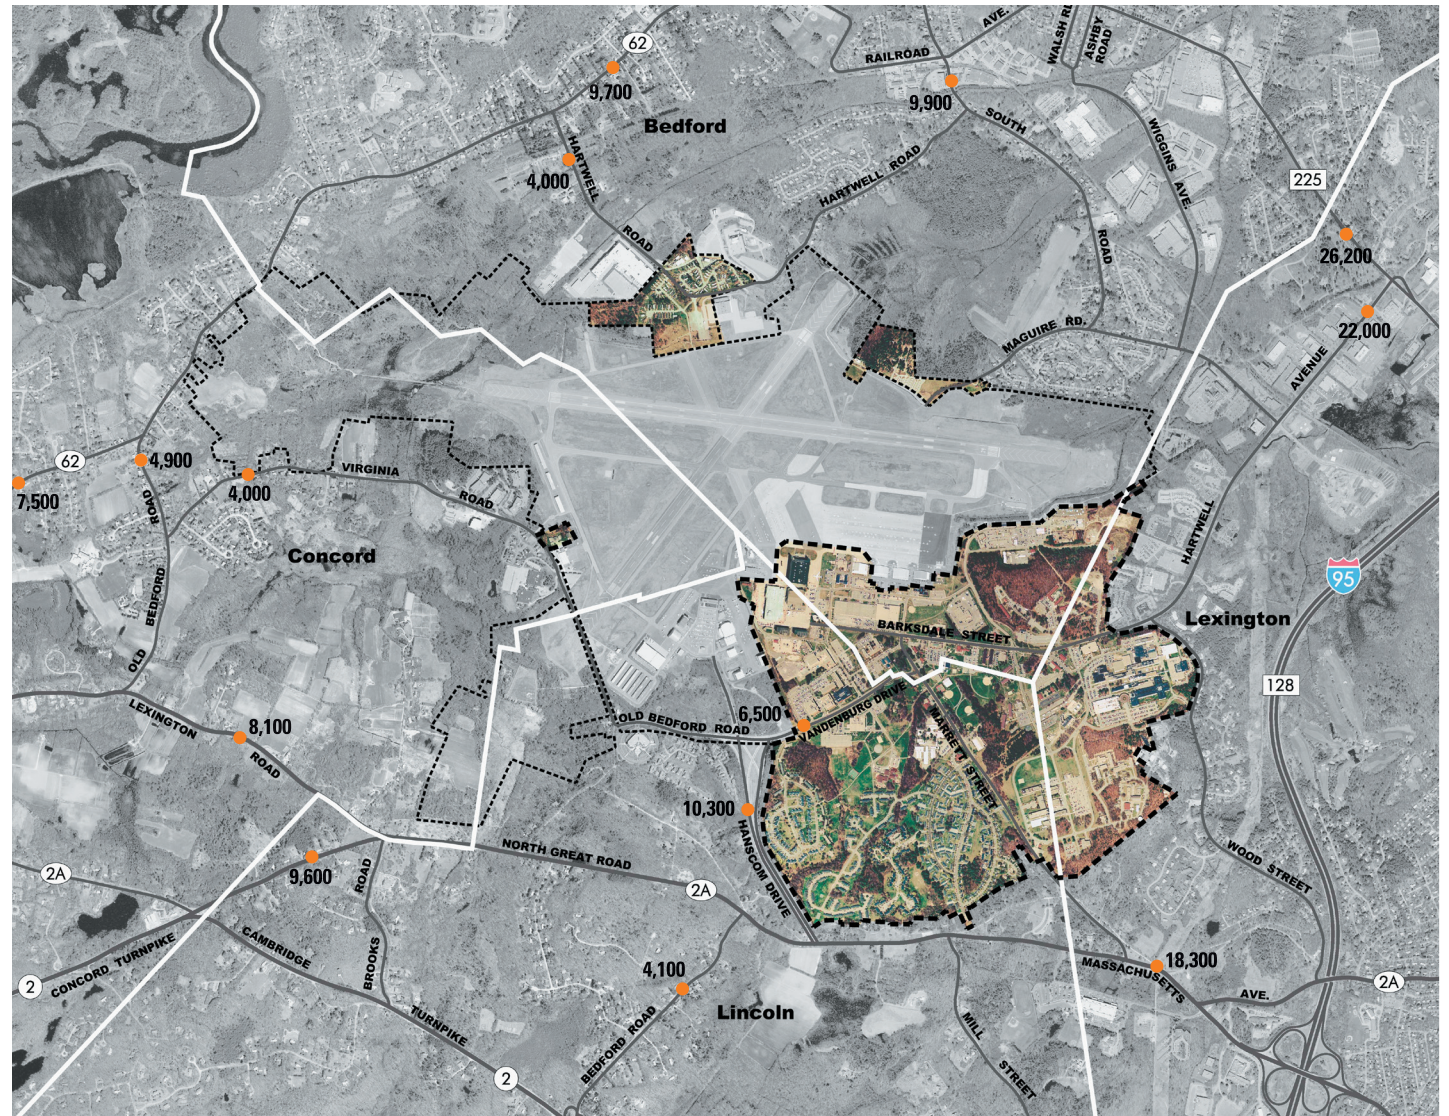 62
9,700
Bedford
HARTWELL
4,000
ROAD
RAILROAD
AVE.
WALSH
ASHBY
ROAD
9,900
SOUTH
ROAD
HARTWELL ROAD
WIGGINS AVE.
225
26,200
22,000
AVENUE
HARTWELL
MAGUIRE RD.
62
4,900
7,500
4,000
VIRGINIA
ROAD
Concord
ROAD
BEDFORD
OLD
95
Lexington
128
BARKSDALE STREET
6,500
VANDENBURG DRIVE
OLD BEDFORD ROAD
MARRETT STREET
LEXINGTON
ROAD
8,100
10,300
HANSCOM DRIVE
NORTH GREAT ROAD
2A
9,600
ROAD
BROOKS
2A
WOOD STREET
CAMBRIDGE
TURNPIKE
CONCORD TURNPIKE
2
4,100
BEDFORD ROAD
Lincoln
18,300
MASSACHUSETTS
AVE.
2A
MILL
STREET
2